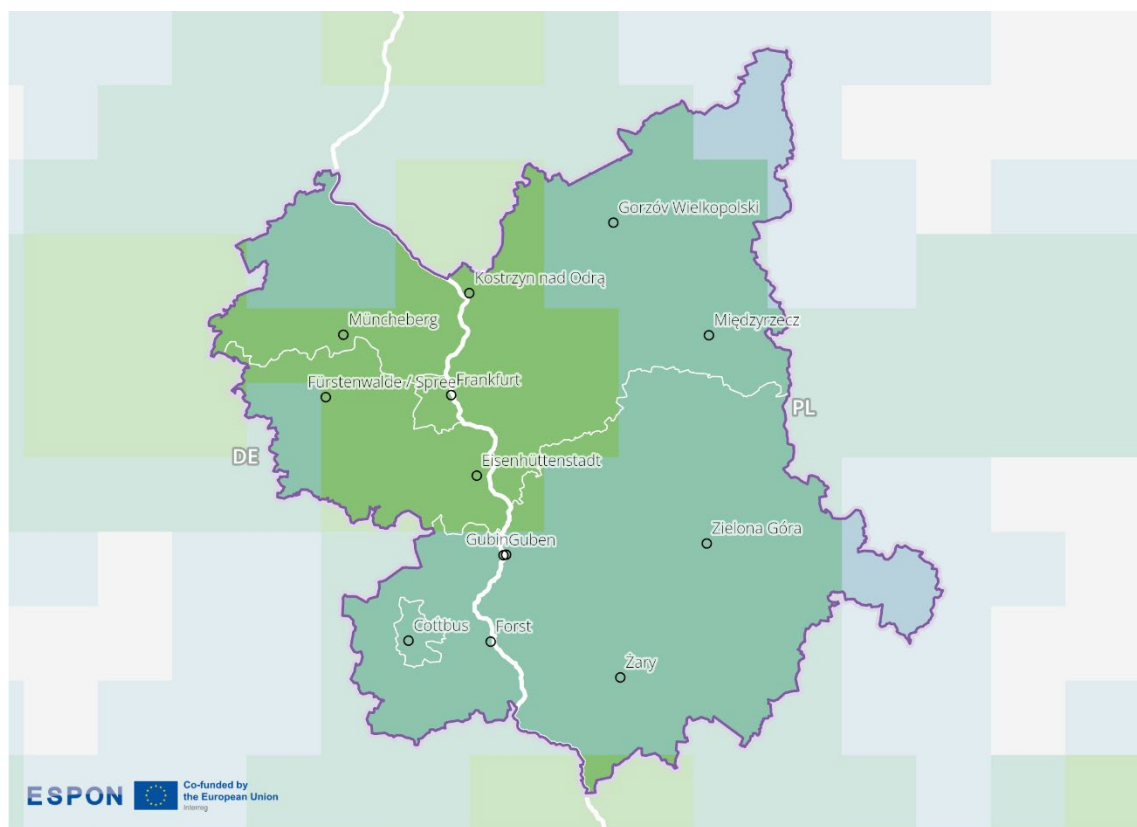 Gorzów Wielkopolski
Kostrzyn nad Odrą
Müncheberg
Międzyrzecz
Fürstenwalde / Spree
Frankfurt
PL
DE
Eisenhüttenstadt
Zielona Góra
Gubin
Guben
Cottbus
Forst
Żary
ESPON
Co-funded by
the European Union
Interreg